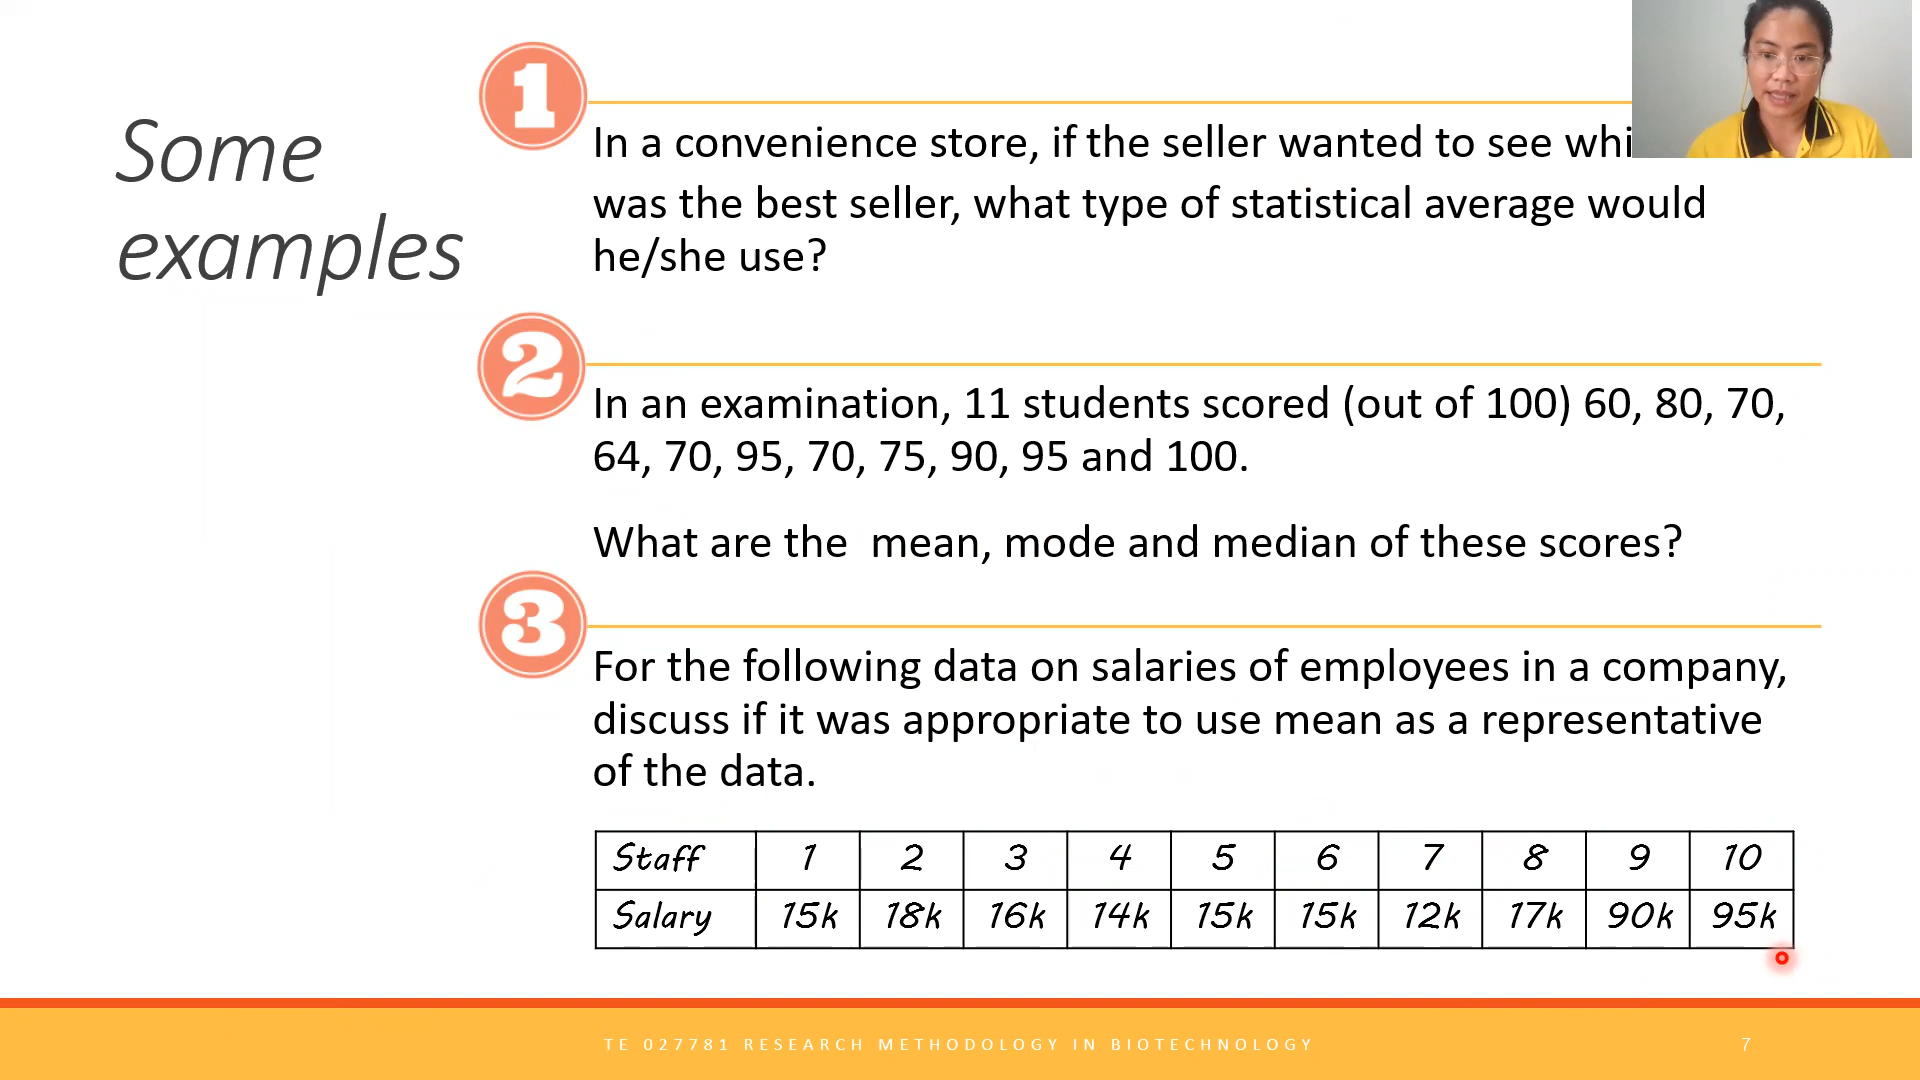 Some
examples
1
In a convenience store, if the seller wanted to see
was the best seller, what type of statistical average would
he/she use?
2
In an examination, 11 students scored (out of 100) 60, 80, 70,
64, 70, 95, 70, 75, 90, 95 and 100.
What are the mean, mode and median of these scores?
3
For the following data on salaries of employees in a company,
discuss if it was appropriate to use mean as a representative
of the data.
Staff 1 2 3 4 5 6 7 8 9 10
Salary 15k 18k 16k 14k 15k 15k 12k 17k 90k 95k
TE 027781 RESEARCH METHODOLOGY IN BIOTECHNOLOGY
7